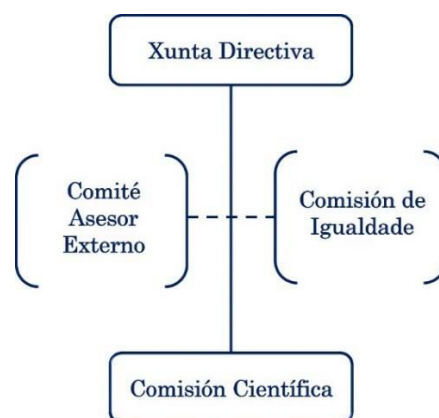 Xunta Directiva
Comité
Asesor
Externo
Comisión de
Igualdade
Comisión Científica